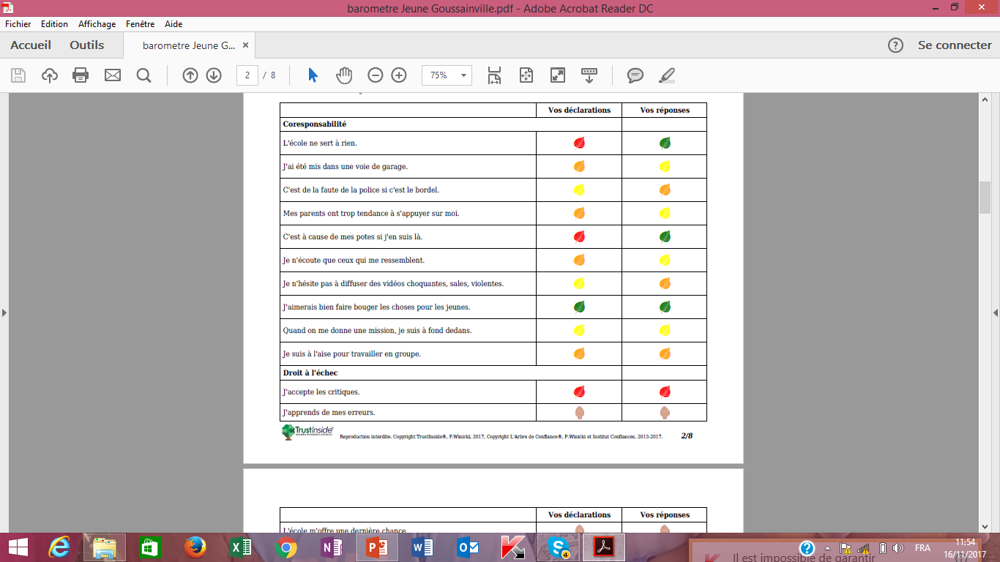 barometre Jeune Goussainville.pdf - Adobe Acrobat Reader DC
Fichier Edition Affichage Fenêtre Aide
Accueil Outils barometre Jeune G... × ? Se connecter
2 / 8 75%
Vos déclarations Vos réponses
Coresponsabilité
L'école ne sert à rien.
J'ai été mis dans une voie de garage.
C'est de la faute de la police si c'est le bordel.
Mes parents ont trop tendance à s'appuyer sur moi.
C'est à cause de mes potes si j'en suis là.
Je n'écoute que ceux qui me ressemblent.
Je n'hésite pas à diffuser des vidéos choquantes, sales, violentes.
J'aimerais bien faire bouger les choses pour les jeunes.
Quand on me donne une mission, je suis à fond dedans.
Je suis à l'aise pour travailler en groupe.
Droit à l'échec
J'accepte les critiques.
J'apprends de mes erreurs.
TrustInside®
Reproduction interdite. Copyright TrustInside®, P.Winicki, 2017, Copyright L'Arbre de Confiance®, P.Winicki et Institut Confiances, 2013-2017. 2/8
Vos déclarations Vos réponses
L'école m'offre une dernière chance.
FRA 11:54
16/11/2017
Il est impossible de garantir